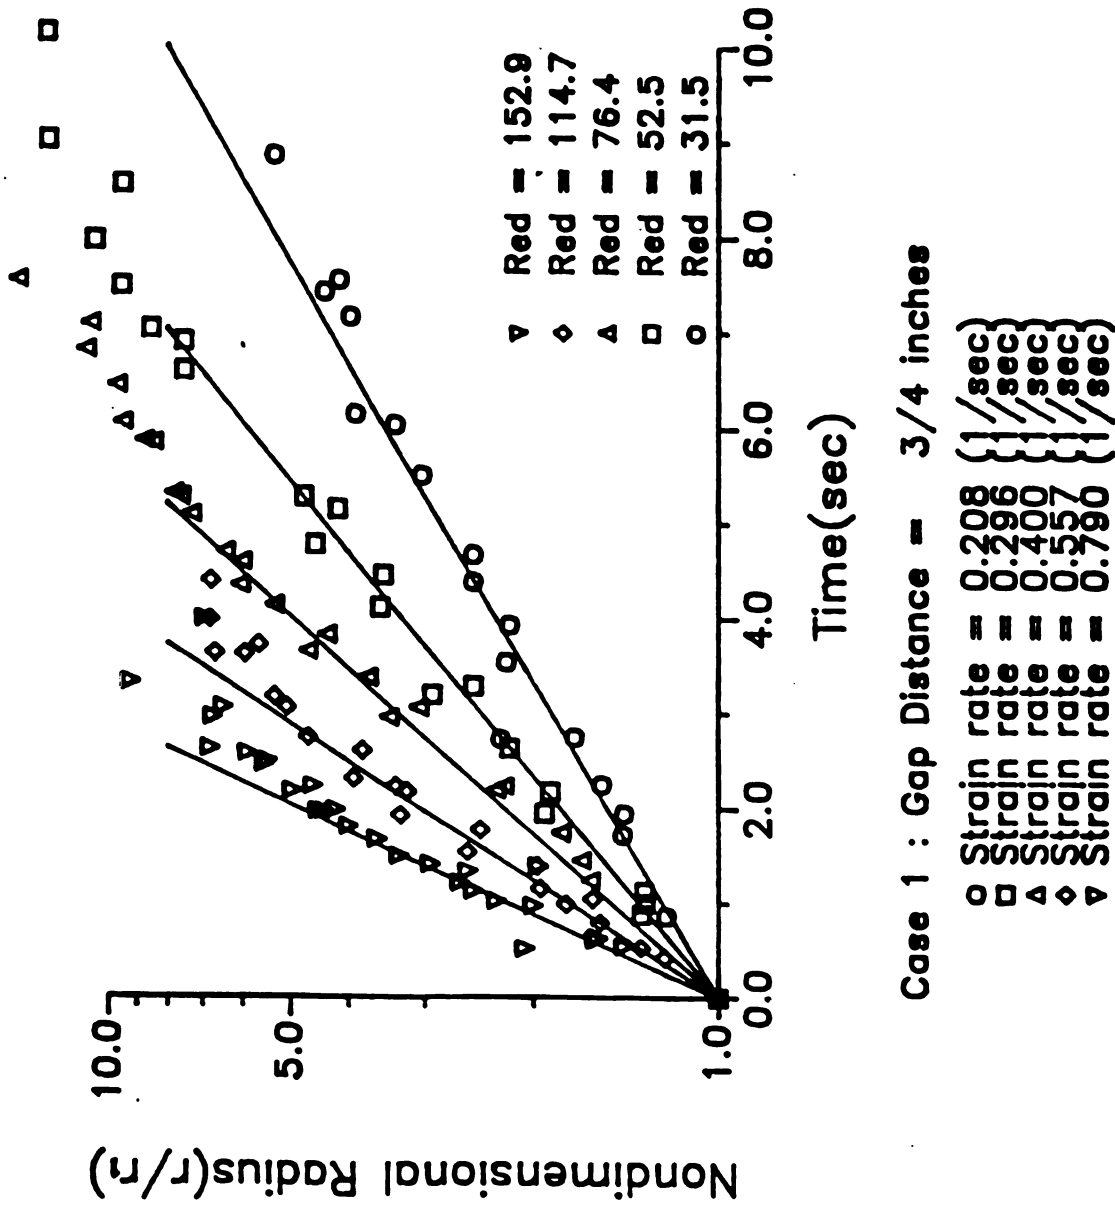 Nondimensional Radius(r/r₁)
10.0
5.0
1.0
0.0
2.0
4.0
6.0
8.0
10.0
Time(sec)
▽ Red = 152.9
◇ Red = 114.7
△ Red = 76.4
□ Red = 52.5
○ Red = 31.5
Case 1 : Gap Distance = 3/4 inches
○ Strain rate = 0.208 (1/sec)
□ Strain rate = 0.296 (1/sec)
△ Strain rate = 0.400 (1/sec)
◇ Strain rate = 0.557 (1/sec)
▽ Strain rate = 0.790 (1/sec)